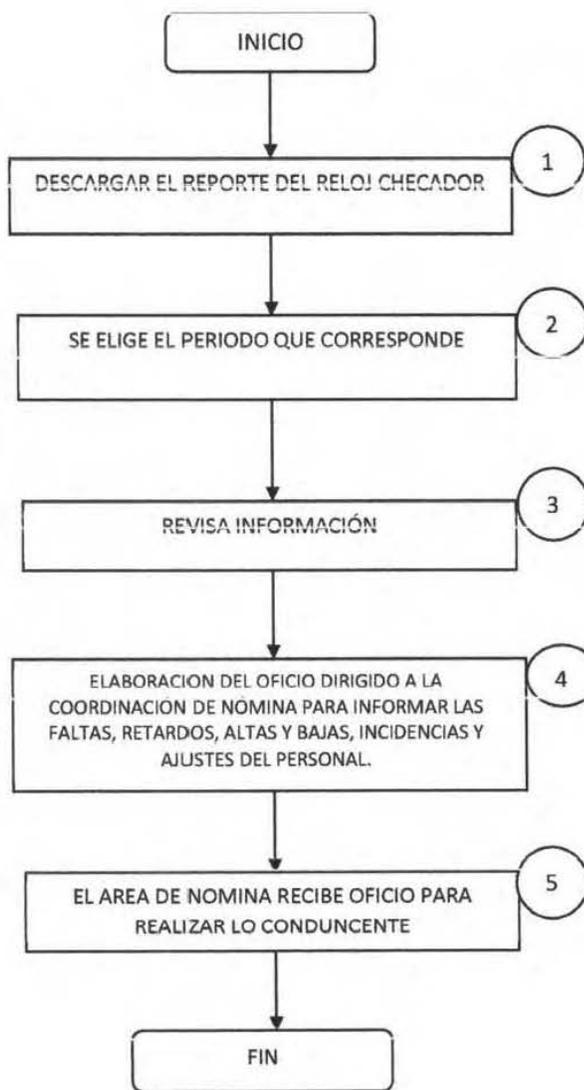 INICIO
1
DESCARGAR EL REPORTE DEL RELOJ CHECADOR
2
SE ELIGE EL PERIODO QUE CORRESPONDE
3
REVISA INFORMACIÓN
4
ELABORACION DEL OFICIO DIRIGIDO A LA
COORDINACIÓN DE NÓMINA PARA INFORMAR LAS
FALTAS, RETARDOS, ALTAS Y BAJAS, INCIDENCIAS Y
AJUSTES DEL PERSONAL.
5
EL AREA DE NOMINA RECIBE OFICIO PARA
REALIZAR LO CONDUNCENTE
FIN